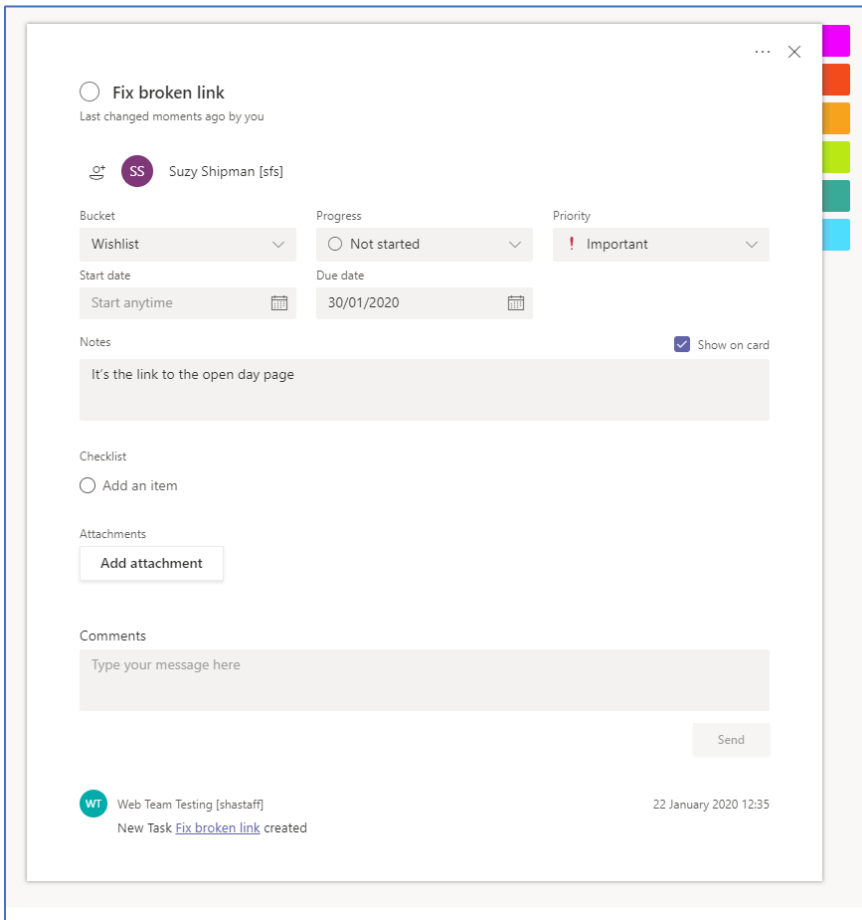 ...
Fix broken link
Last changed moments ago by you
SS Suzy Shipman [sfs]
Bucket Progress Priority
Wishlist Not started ! Important
Start date Due date
Start anytime 30/01/2020
Notes Show on card
It's the link to the open day page
Checklist
Add an item
Attachments
Add attachment
Comments
Type your message here
Send
WT Web Team Testing [shastaff] 22 January 2020 12:35
New Task Fix broken link created